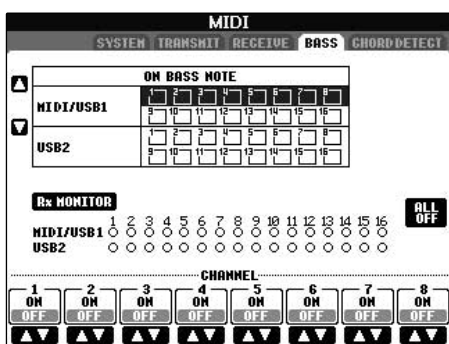 MIDI
SYSTEM TRANSMIT RECEIVE BASS CHORD DETECT
ON BASS NOTE
MIDI/USB1
1 2 3 4 5 6 7 8
9 10 11 12 13 14 15 16
USB2
1 2 3 4 5 6 7 8
9 10 11 12 13 14 15 16
Rx MONITOR
1 2 3 4 5 6 7 8 9 10 11 12 13 14 15 16
MIDI/USB1
USB2
ALL OFF
CHANNEL
1 2 3 4 5 6 7 8
ON ON ON ON ON ON ON ON
OFF OFF OFF OFF OFF OFF OFF OFF